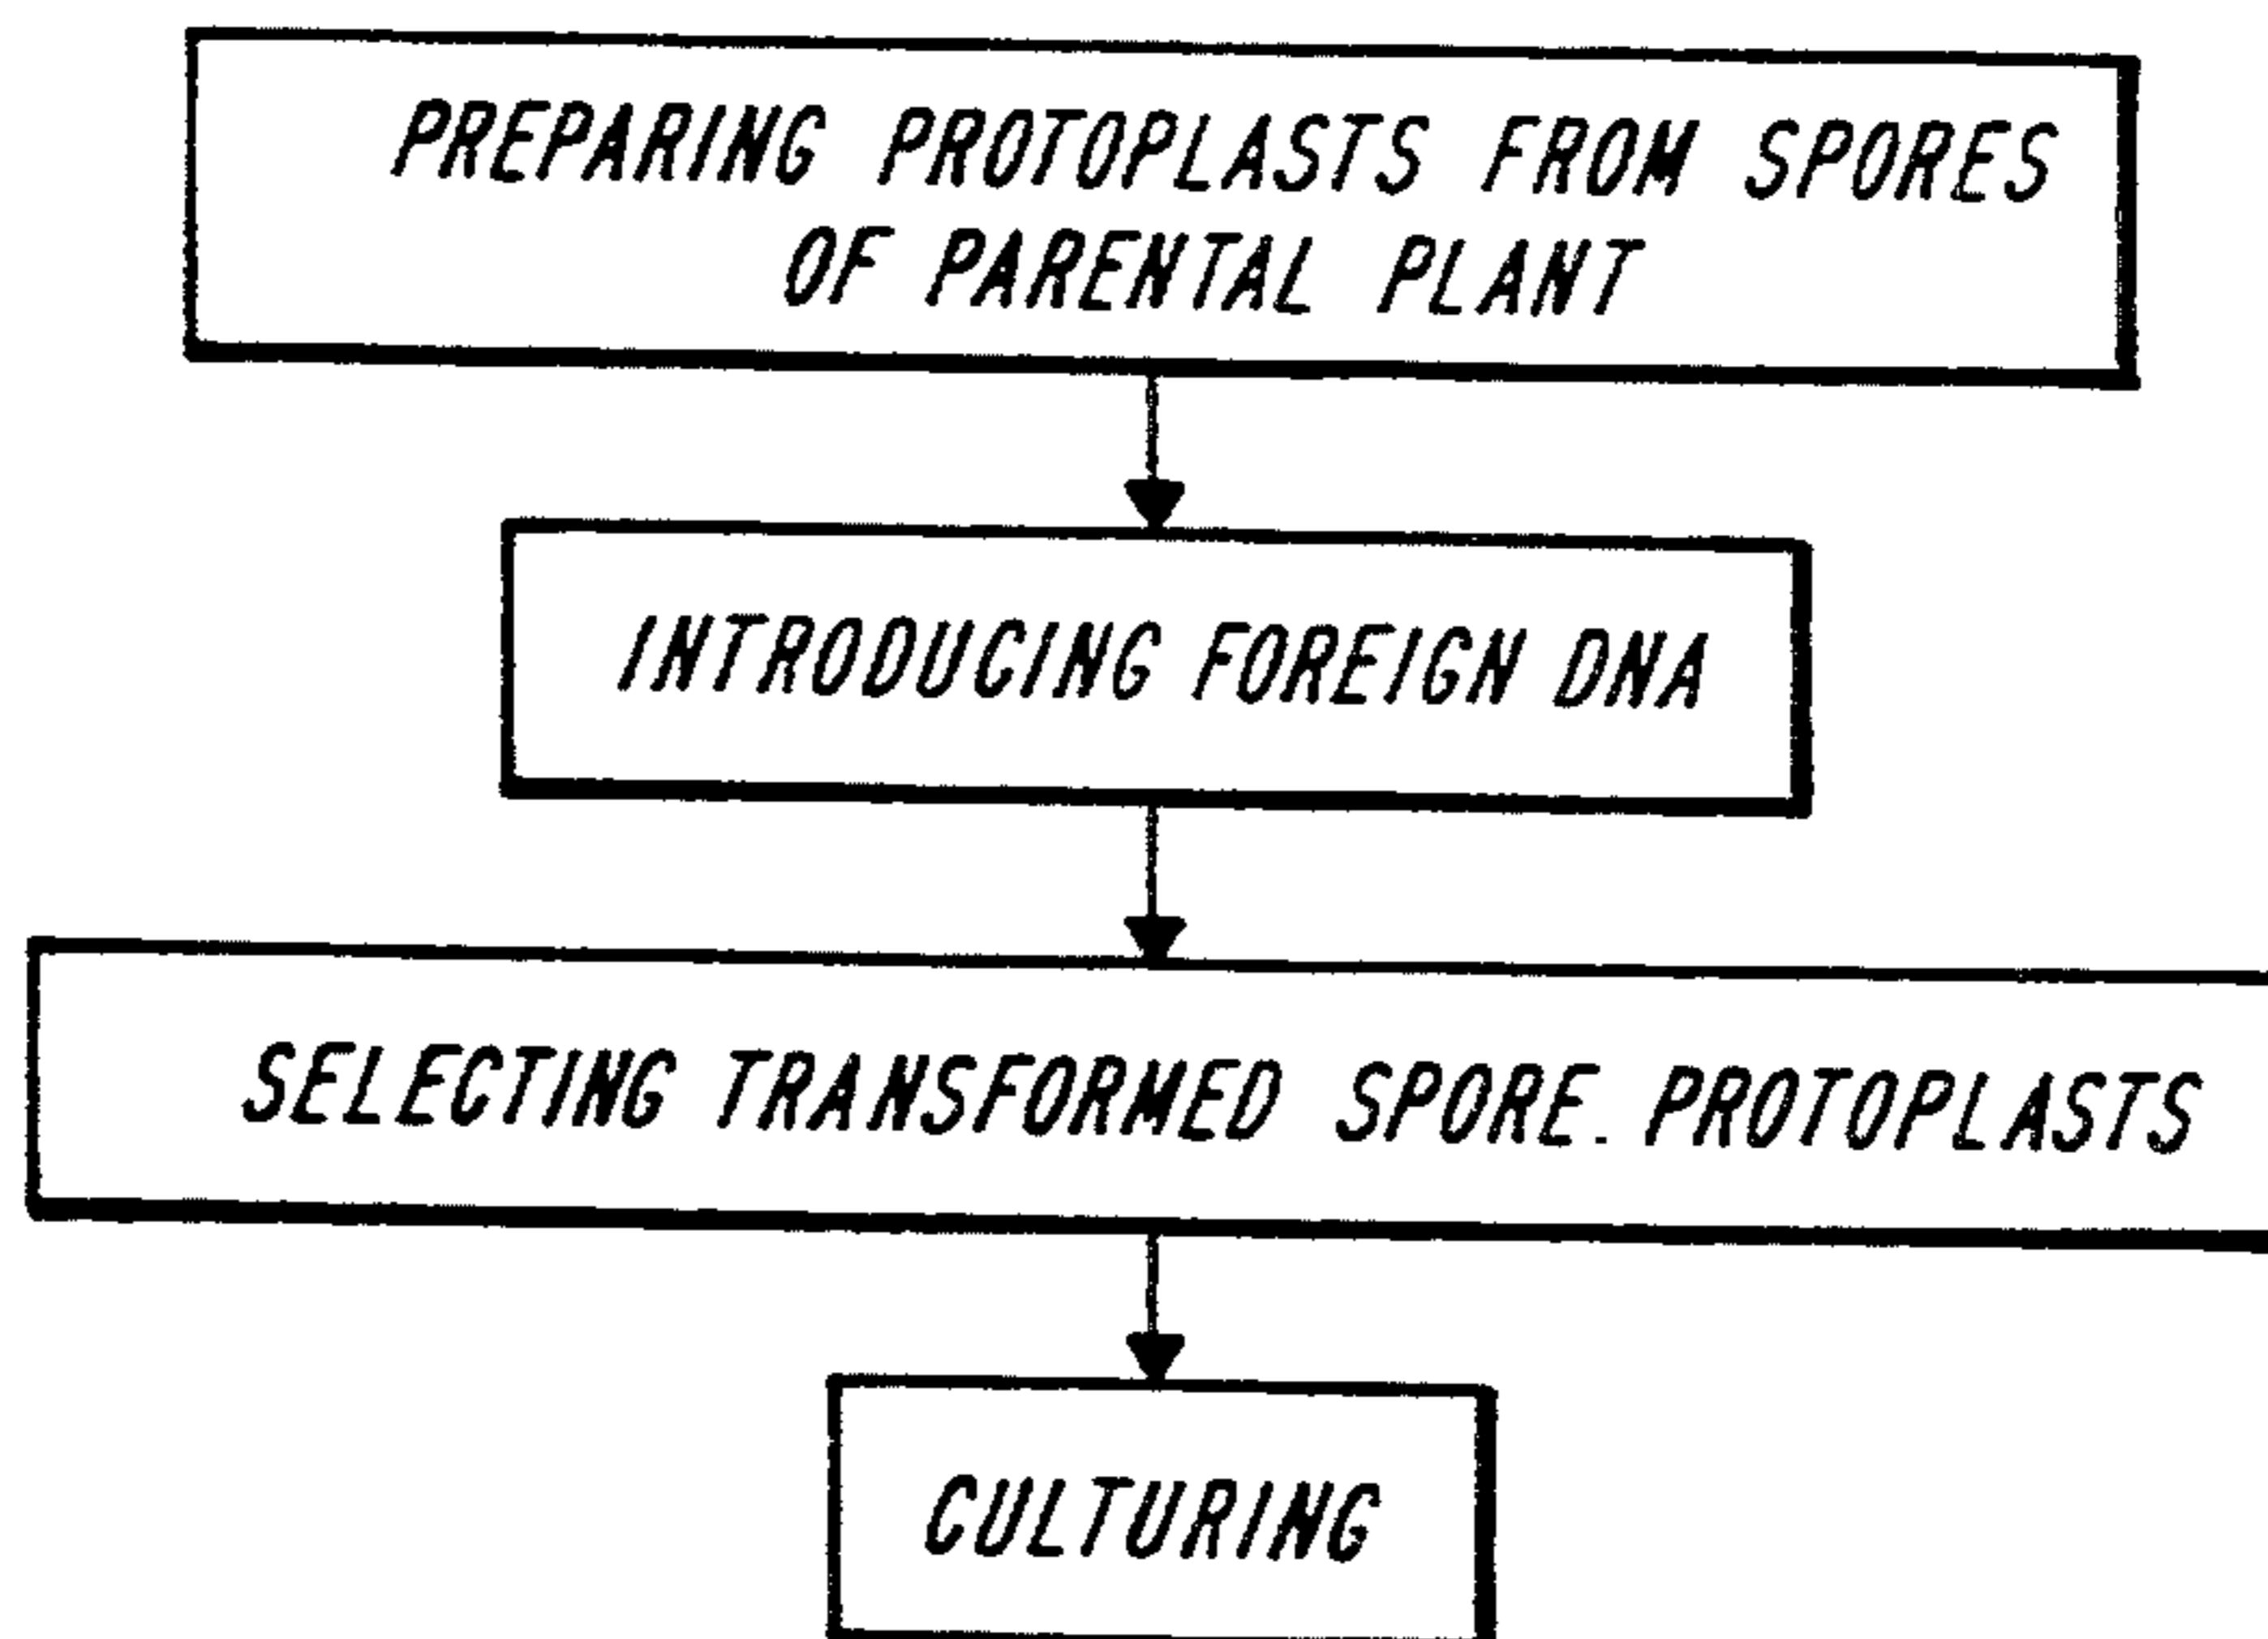 PREPARING PROTOPLASTS FROM SPORES
OF PARENTAL PLANT
INTRODUCING FOREIGN DNA
SELECTING TRANSFORMED SPORE. PROTOPLASTS
CULTURING